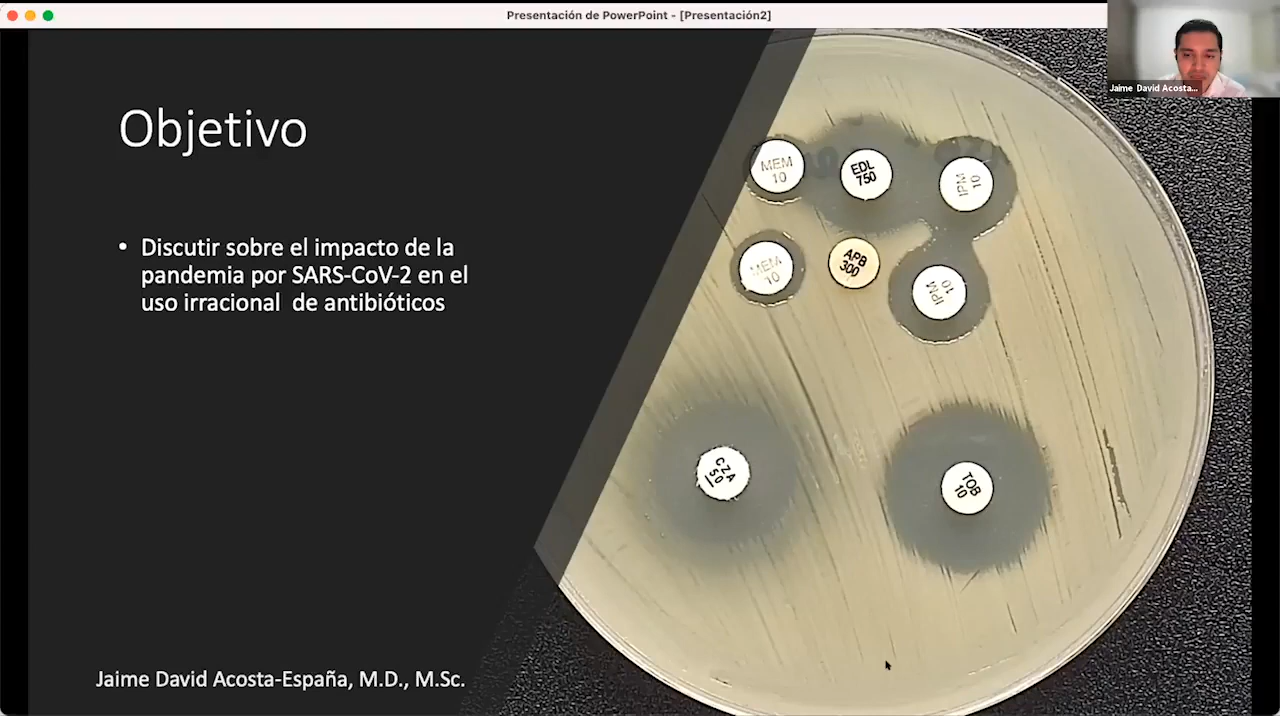 Presentación de PowerPoint - [Presentación2]
Jaime David Acosta...
Objetivo
• Discutir sobre el impacto de la
pandemia por SARS-CoV-2 en el
uso irracional  de antibióticos
MEM
10
EDL
750
IPM
10
MEM
10
APB
300
IPM
10
CZA
50
TOB
10
Jaime David Acosta-España, M.D., M.Sc.